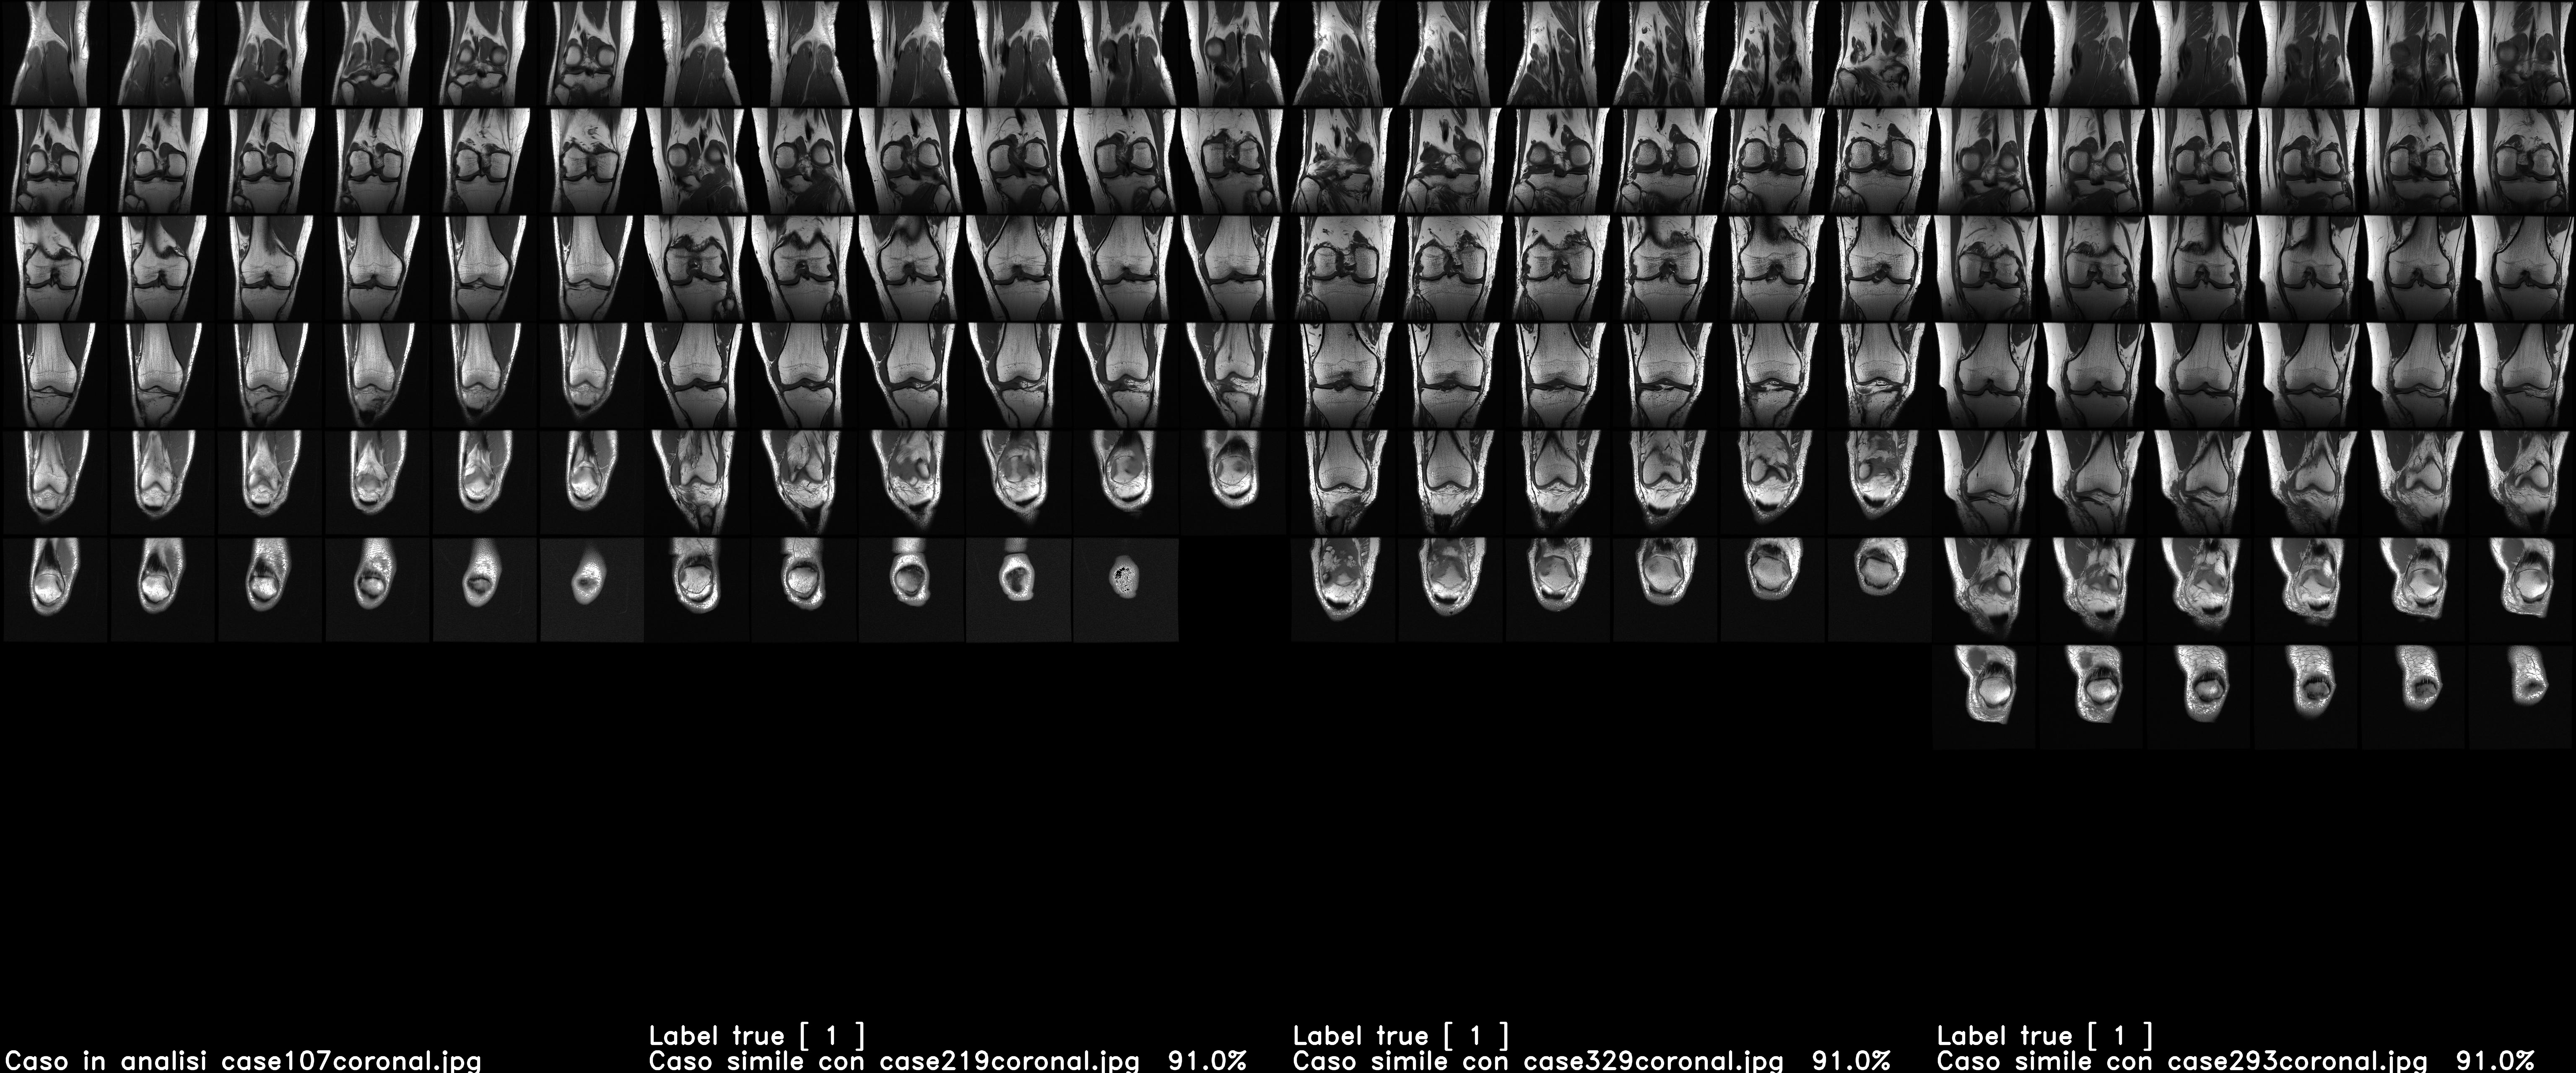 Label true [ 1 ]
Label true [ 1 ]
Label true [ 1 ]
Caso in analisi case107coronal.jpg
Caso simile con case219coronal.jpg 91.0%
Caso simile con case329coronal.jpg 91.0%
Caso simile con case293coronal.jpg 91.0%